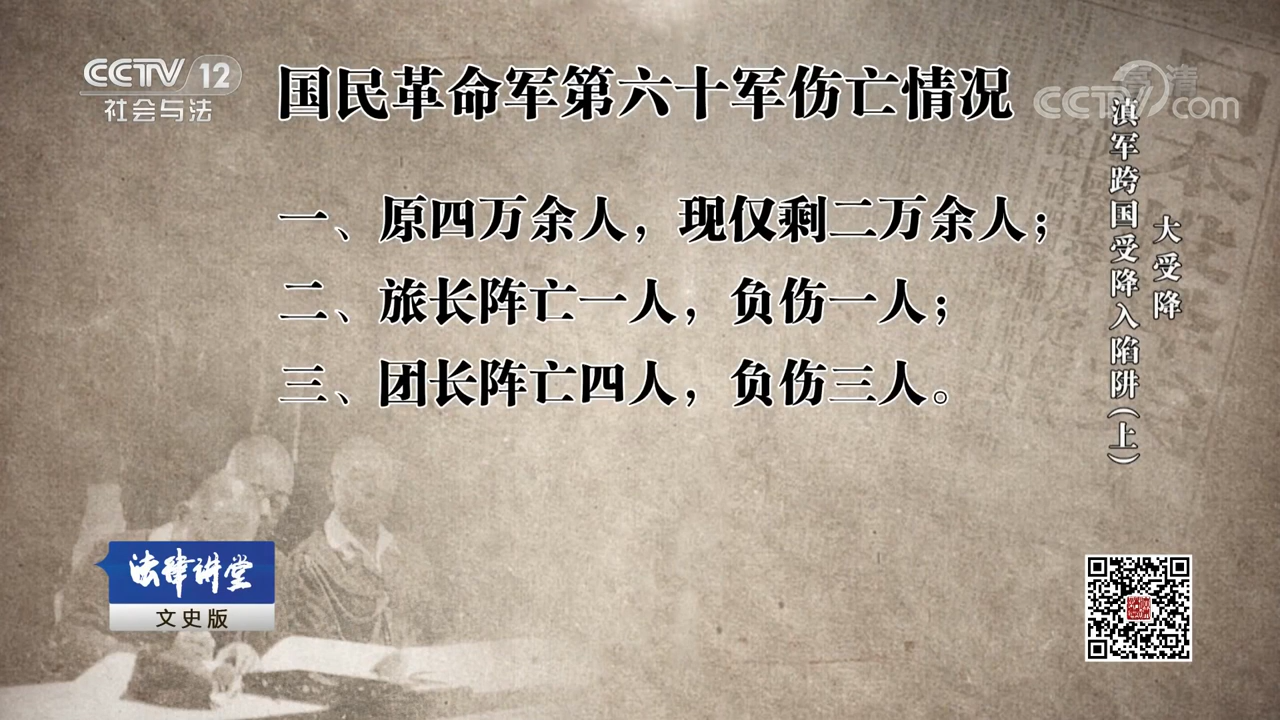 CCTV 12
社会与法
国民革命军第六十军伤亡情况
高清
CCTV.com
一、原四万余人，现仅剩二万余人；
二、旅长阵亡一人，负伤一人；
三、团长阵亡四人，负伤三人。
大受降
滇军跨国受降入陷阱(上)
法律讲堂
文史版